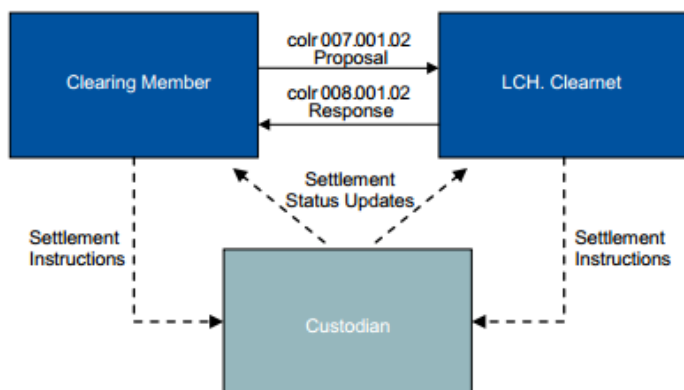 colr 007.001.02
Proposal
Clearing Member
LCH. Clearnet
colr 008.001.02
Response
Settlement
Status Updates
Settlement
Instructions
Settlement
Instructions
Custodian